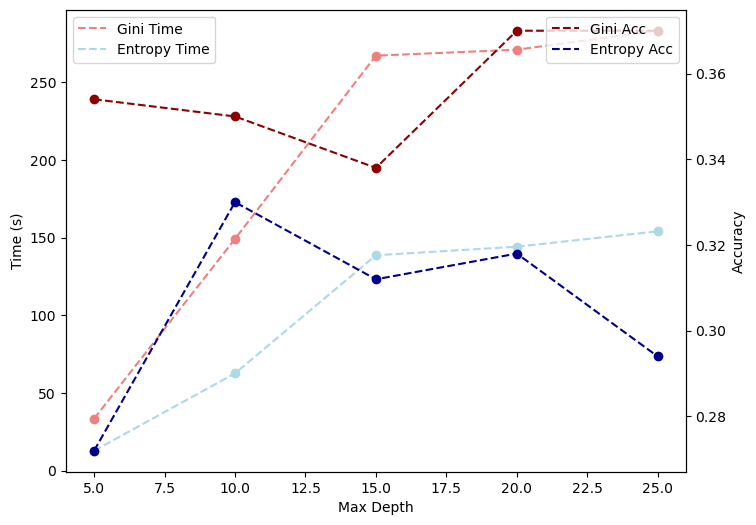 Gini Time
Entropy Time
Gini Acc
Entropy Acc
250
200
150
100
50
0
Time (s)
0.36
0.34
0.32
0.30
0.28
Accuracy
5.0 7.5 10.0 12.5 15.0 17.5 20.0 22.5 25.0
Max Depth